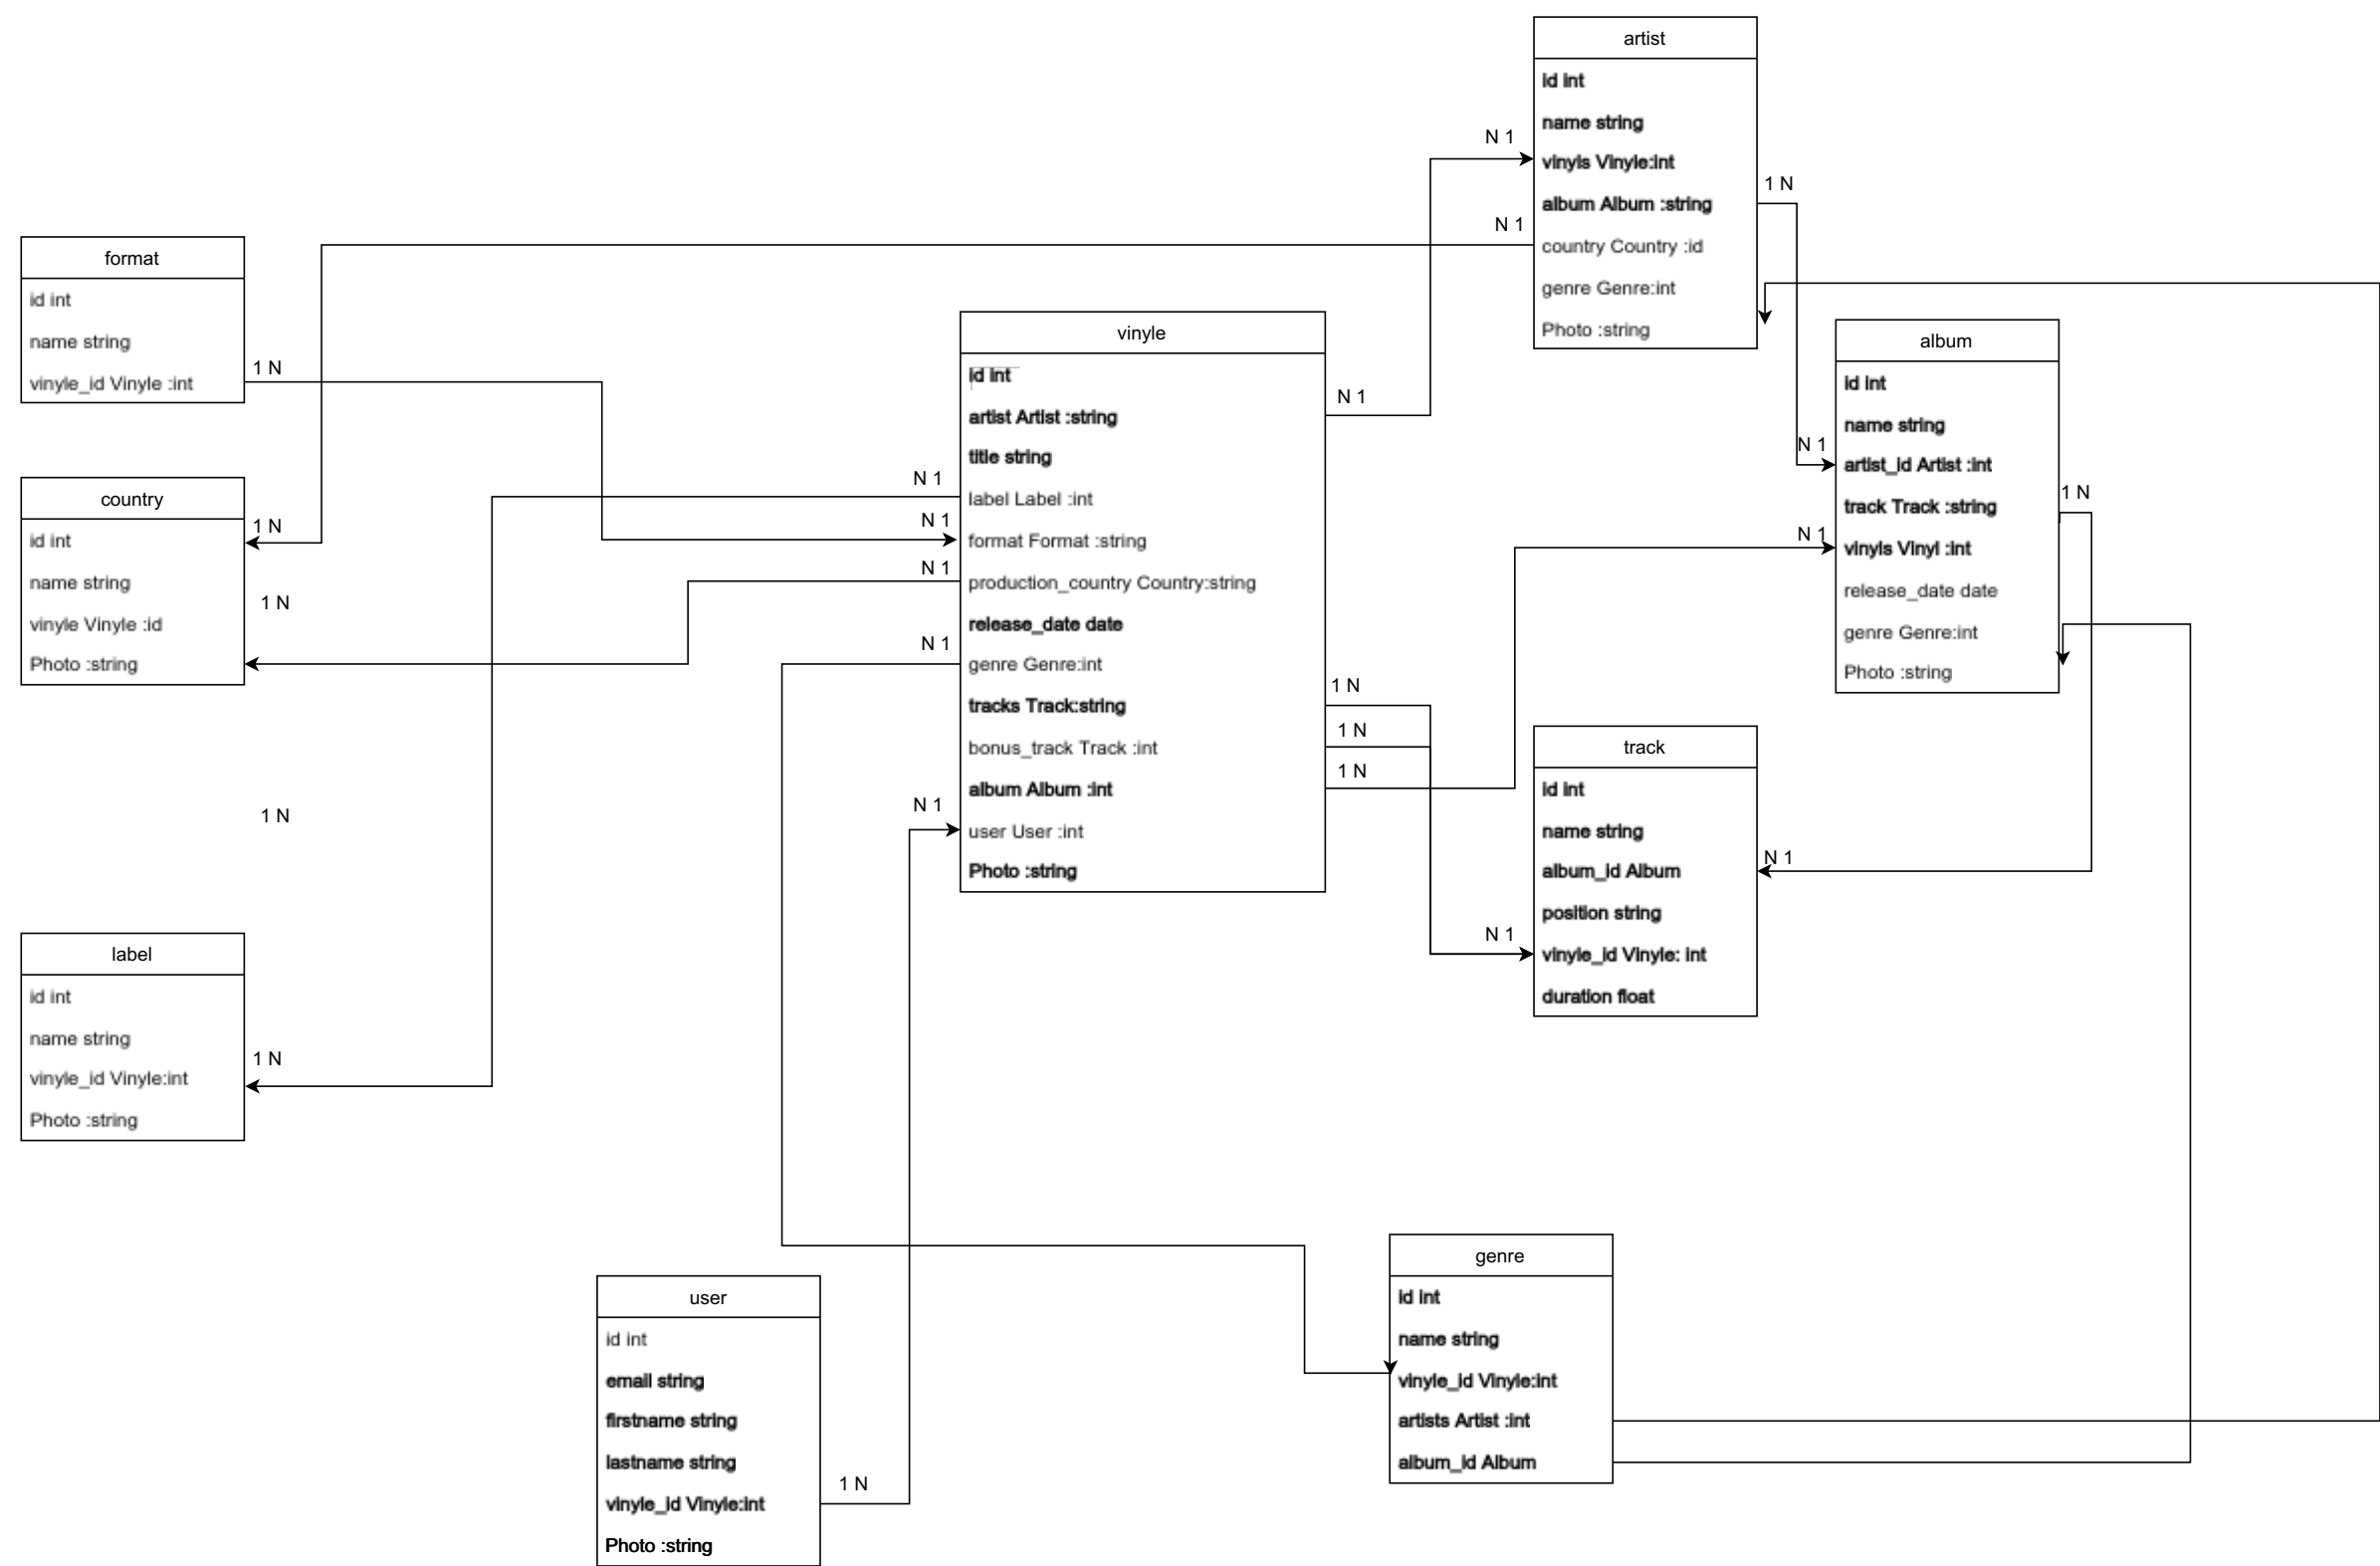 artist
id int
name string
vinyls Vinyle:int
album Album :string
country Country :id
genre Genre:int
Photo :string
N 1
N 1
1 N
format
id int
name string
vinyle_id Vinyle :int
1 N
country
id int
name string
vinyle Vinyle :id
Photo :string
1 N
1 N
1 N
label
id int
name string
vinyle_id Vinyle:int
Photo :string
1 N
vinyle
id int
artist Artist :string
title string
label Label :int
format Format :string
production_country Country:string
release_date date
genre Genre:int
tracks Track:string
bonus_track Track :int
album Album :int
user User :int
Photo :string
N 1
N 1
N 1
N 1
N 1
N 1
1 N
1 N
1 N
album
id int
name string
artist_id Artist :int
track Track :string
vinyls Vinyl :int
release_date date
genre Genre:int
Photo :string
N 1
N 1
1 N
track
id int
name string
album_id Album
position string
vinyle_id Vinyle: int
duration float
N 1
N 1
user
id int
email string
firstname string
lastname string
vinyle_id Vinyle:int
Photo :string
1 N
genre
id int
name string
vinyle_id Vinyle:int
artists Artist :int
album_id Album